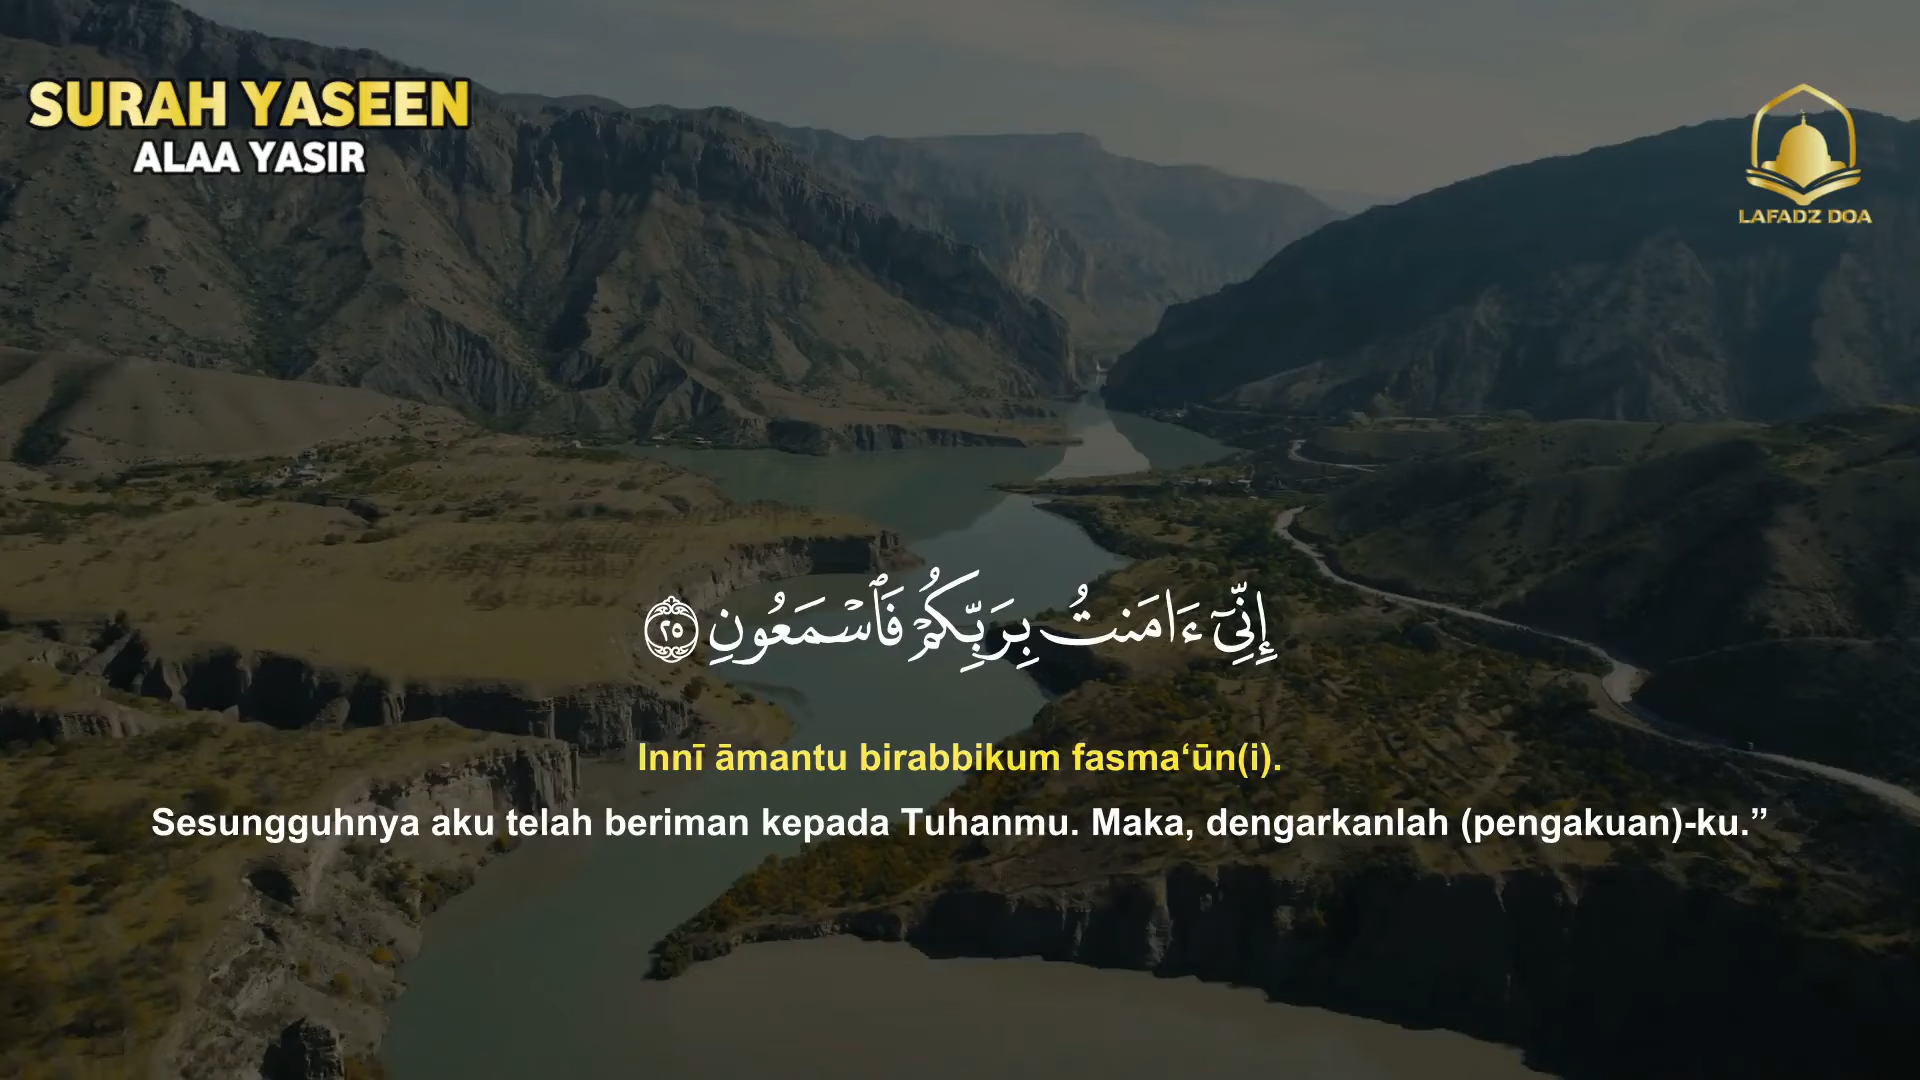 SURAH YASEEN
ALAA YASIR
LAFADZ DOA
إِنِّىٓ ءَامَنتُ بِرَبِّكُمْ فَٱسْمَعُونِ ٢٥
Innī āmantu birabbikum fasma‘ūn(i).
Sesungguhnya aku telah beriman kepada Tuhanmu. Maka, dengarkanlah (pengakuan)-ku.”